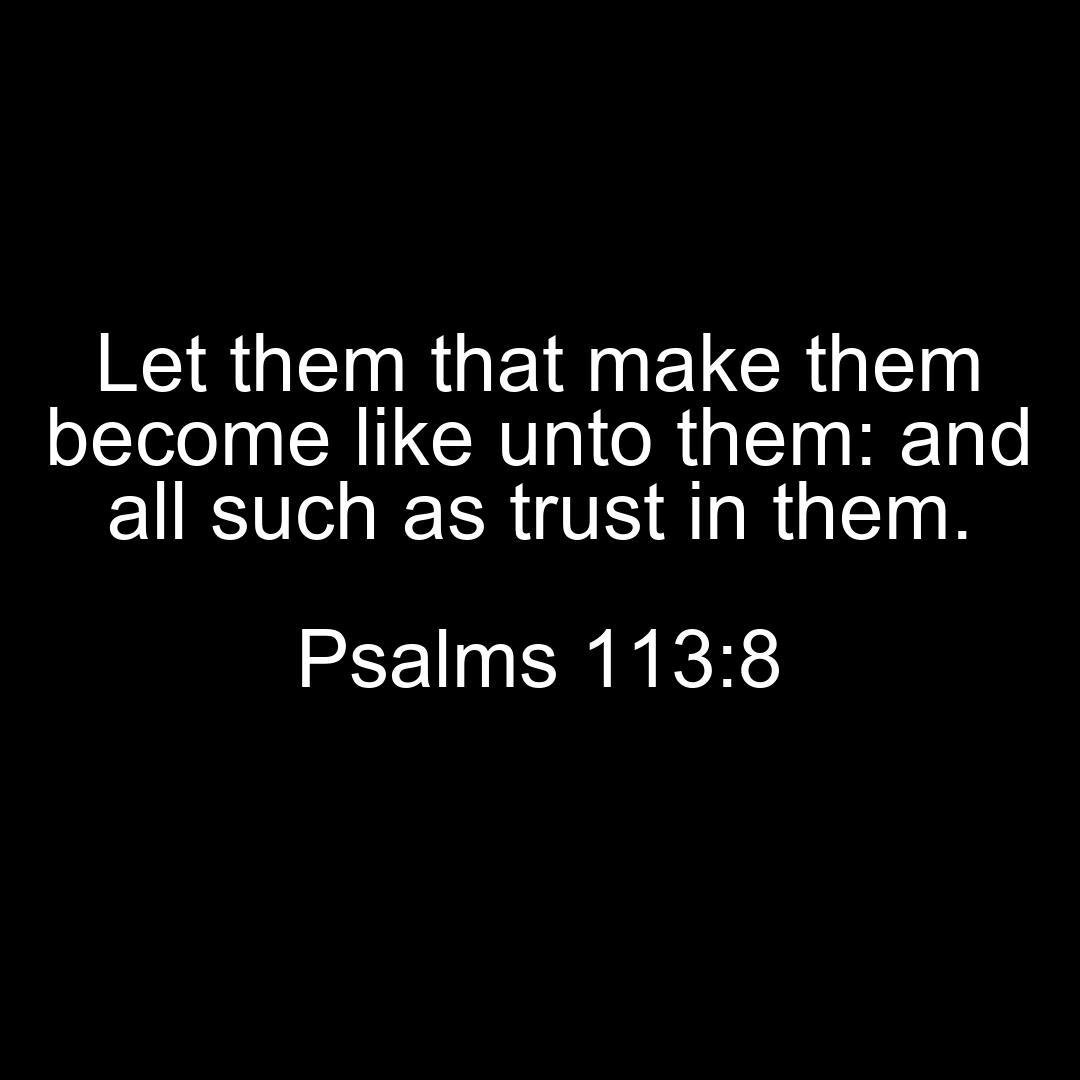 Let them that make them
become like unto them: and
all such as trust in them.
Psalms 113:8